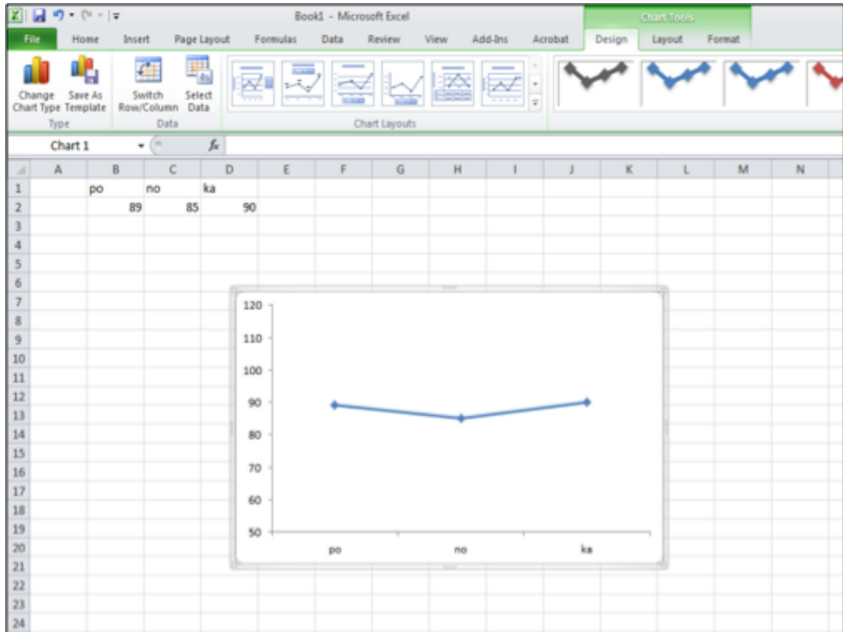 Book1 - Microsoft Excel
Chart Tools
File Home Insert Page Layout Formulas Data Review View Add-Ins Acrobat Design Layout Format
Change Save As Switch Select
Chart Type Template Row/Column Data
Type Data Chart Layouts
Chart 1 fx
A B C D E F G H I J K L M N
1 po no ka
2 89 85 90
3
4
5
6
7
8
9
10
11
12
13
14
15
16
17
18
19
20
21
22
23
24
120
110
100
90
80
70
60
50
po no ka